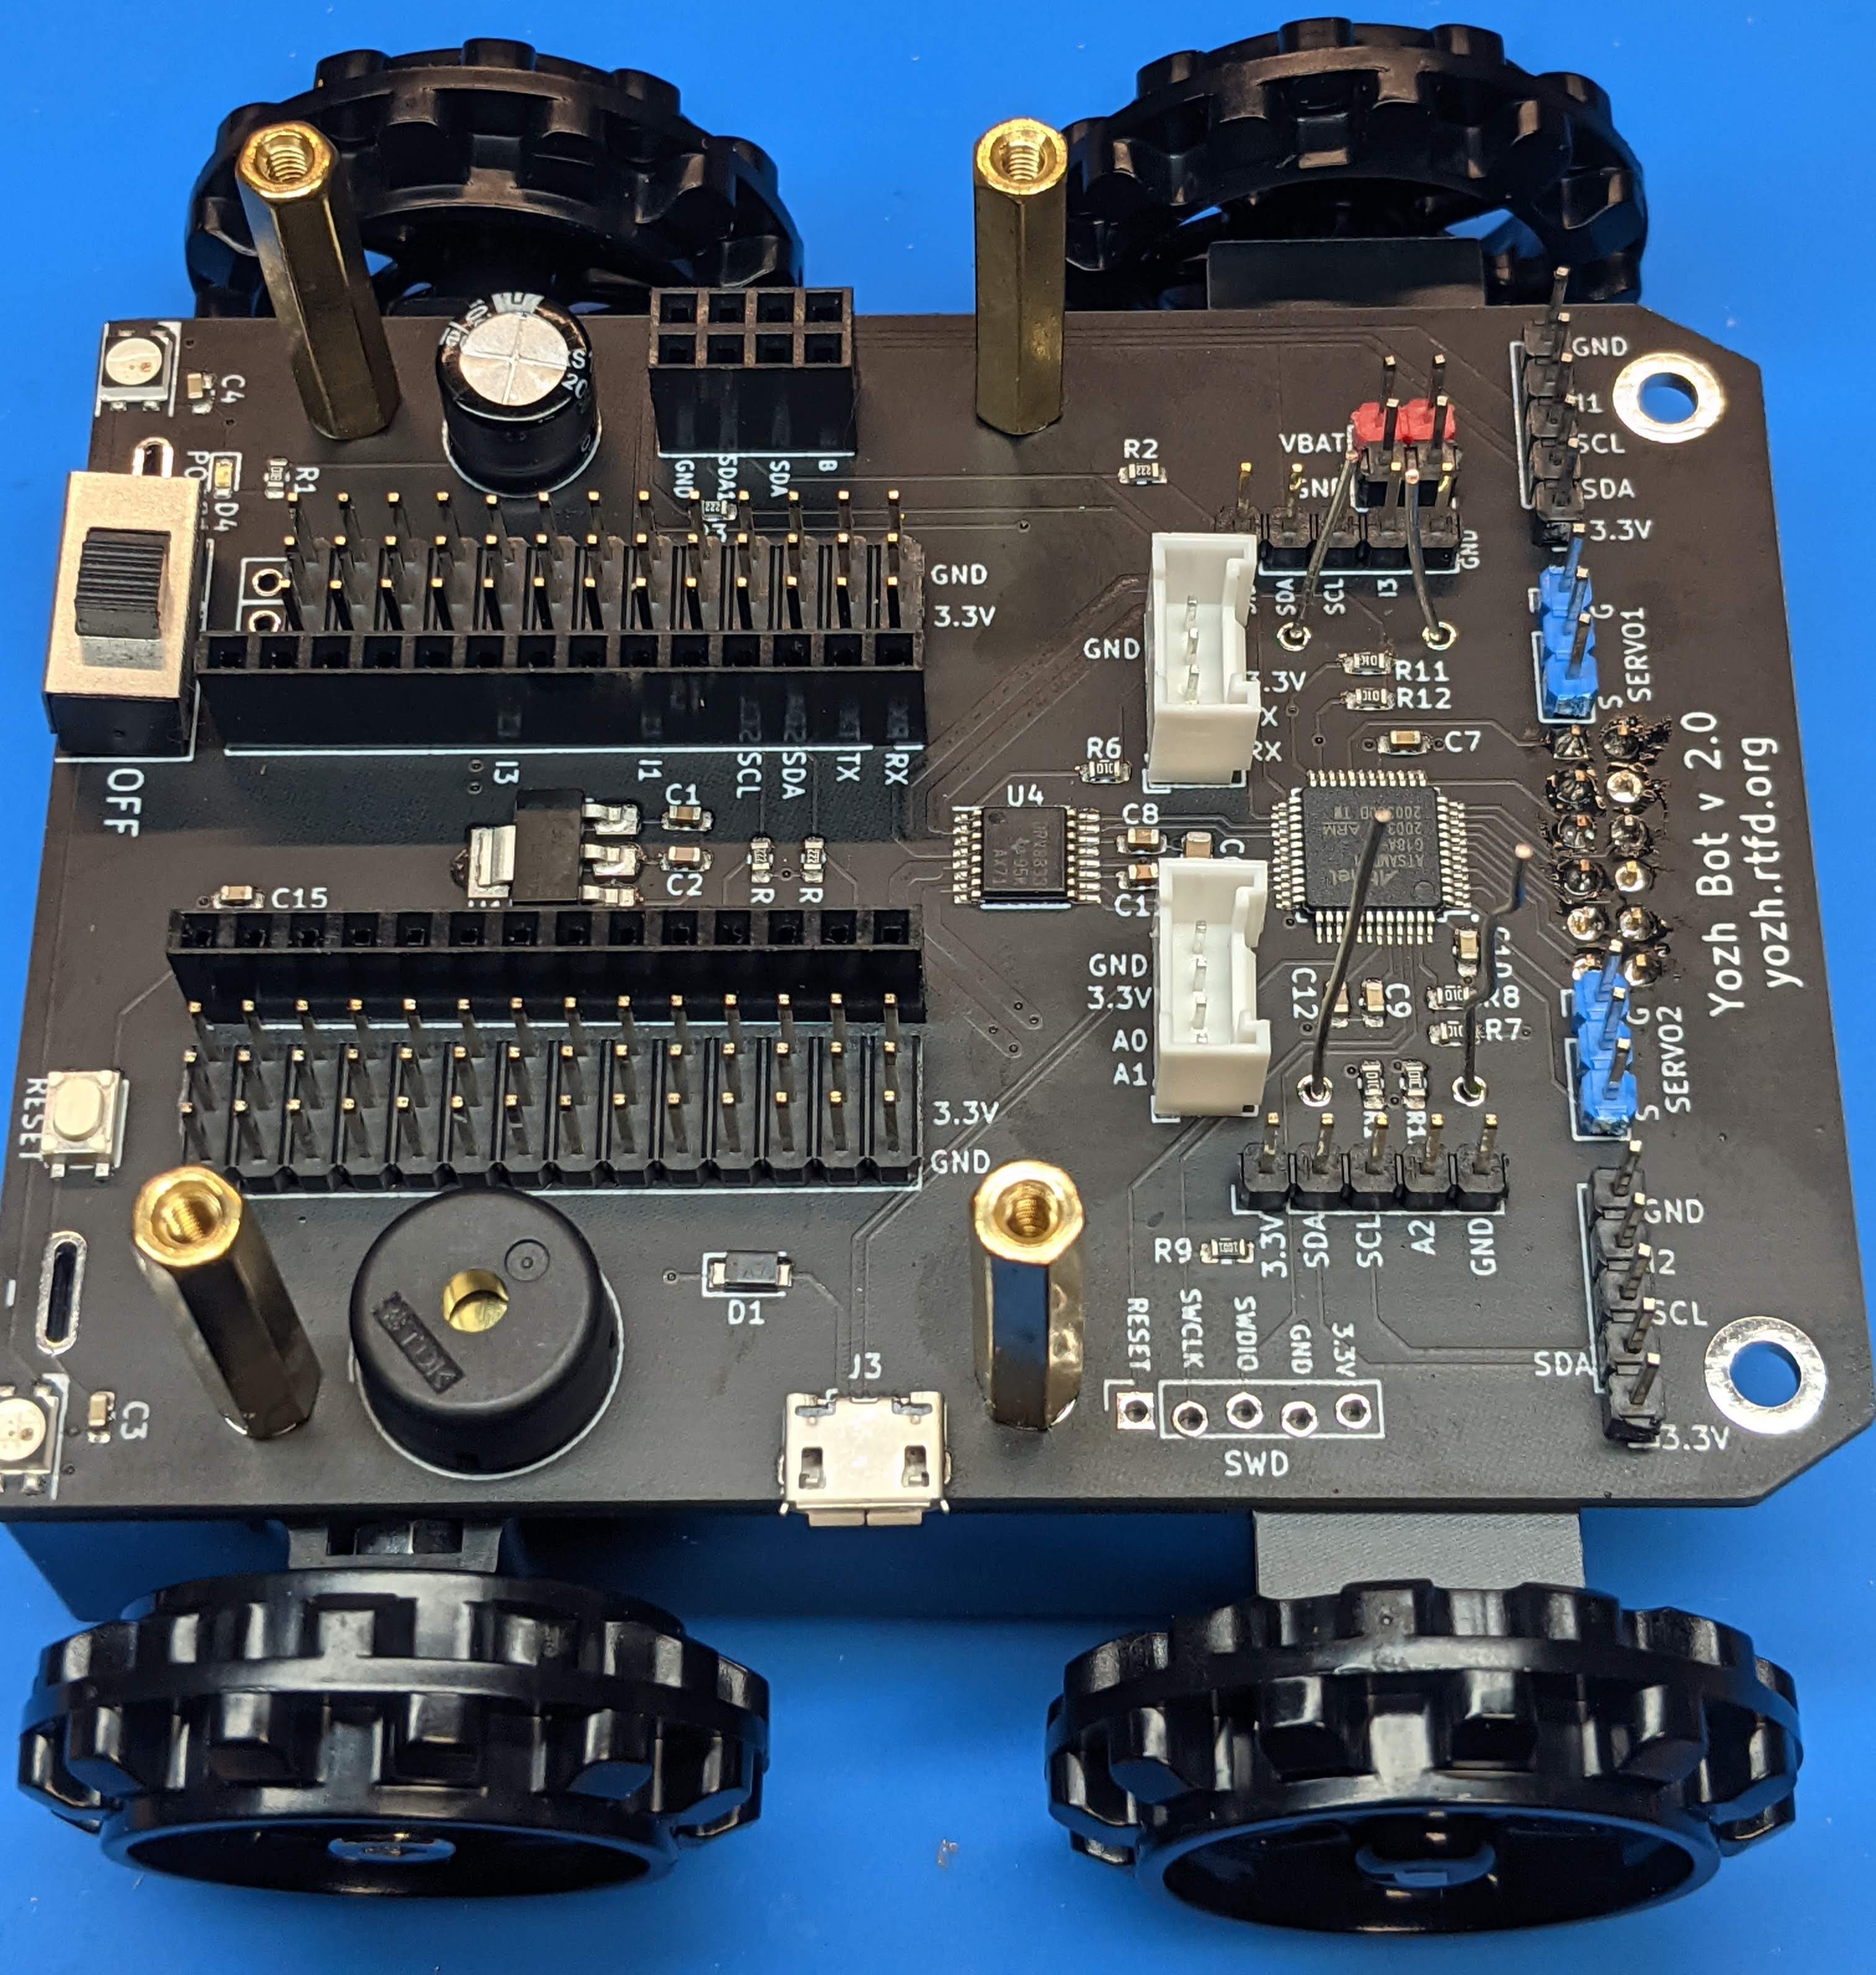 GND
I1
SCL
SDA
3.3V
C4
D4
R1
R2
VBAT
GND
SDA1
SDA
GND
3.3V
GND
SDA
SCL
I3
GND
G
S
SERVO1
GND
3.3V
RX
R11
R12
C7
R6
OFF
I3
I1
SCL
SDA
TX
RX
C1
C2
U4
C8
DRV8833
ARM
Atmel
Yozh Bot v 2.0
yozh.rtfd.org
C15
GND
3.3V
A0
A1
C12
C9
R8
R7
G
S
SERVO2
RESET
3.3V
GND
3.3V
SDA
SCL
A2
GND
R9
GND
SCL
SDA
3.3V
TDK
D1
J3
C3
RESET
SWCLK
SWDIO
GND
3.3V
SWD